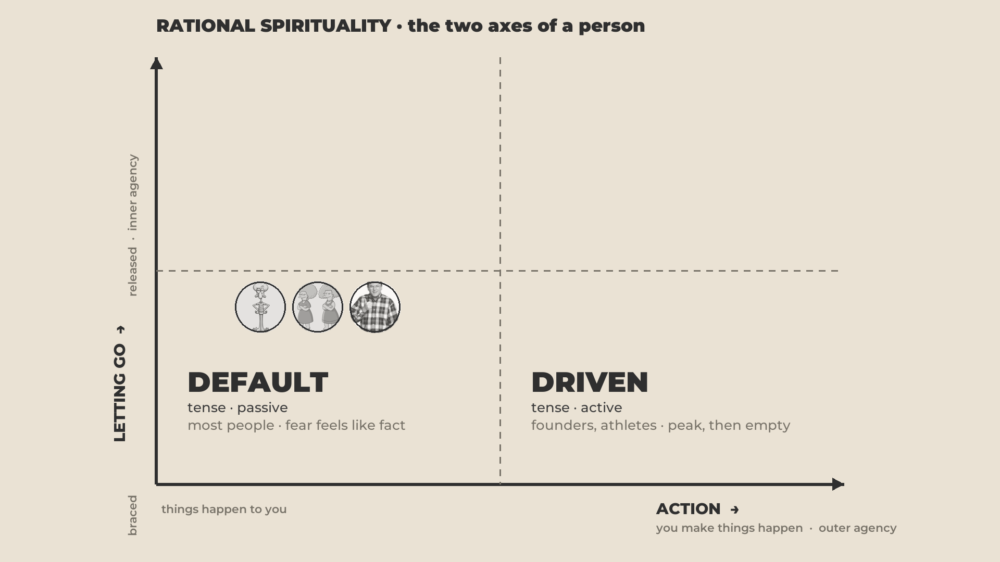 RATIONAL SPIRITUALITY · the two axes of a person
released · inner agency
LETTING GO →
braced
DEFAULT
tense · passive
most people · fear feels like fact
DRIVEN
tense · active
founders, athletes · peak, then empty
things happen to you
ACTION →
you make things happen · outer agency